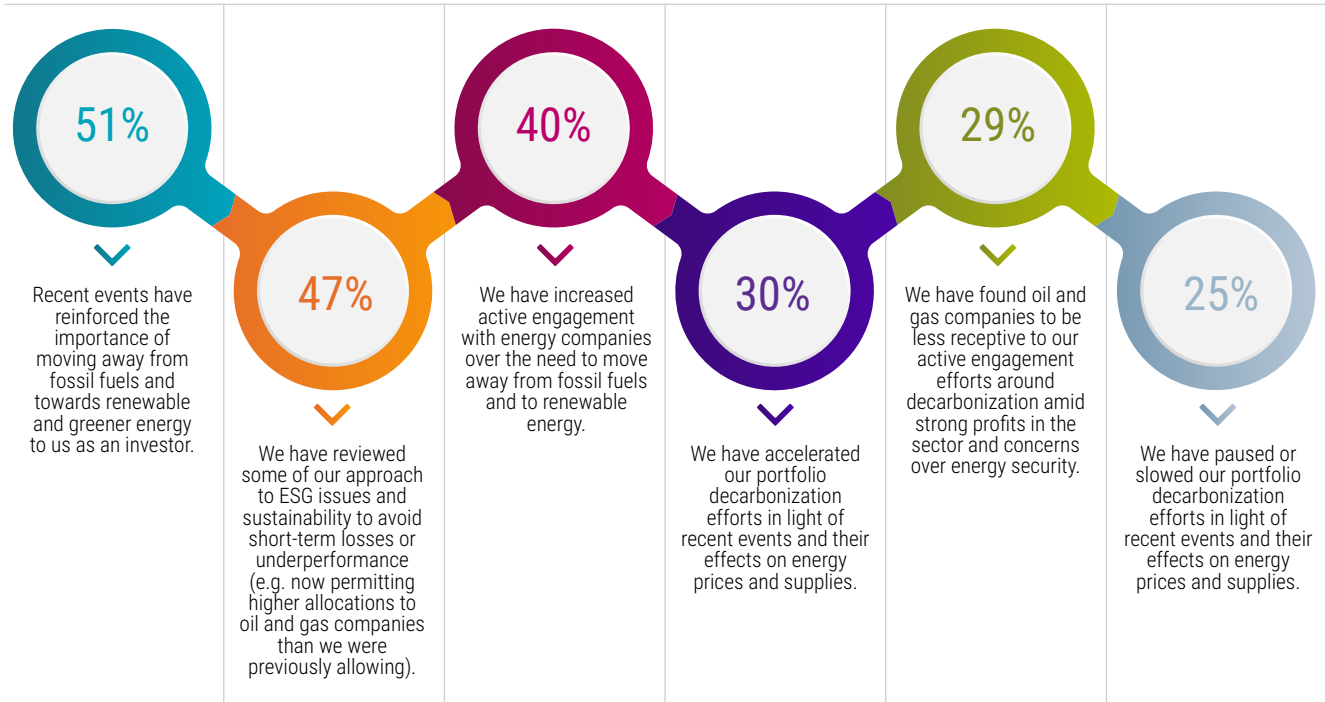 51%
Recent events have
reinforced the
importance of
moving away from
fossil fuels and
towards renewable
and greener energy
to us as an investor.
47%
We have reviewed
some of our approach
to ESG issues and
sustainability to avoid
short-term losses or
underperformance
(e.g. now permitting
higher allocations to
oil and gas companies
than we were
previously allowing).
40%
We have increased
active engagement
with energy companies
over the need to move
away from fossil fuels
and to renewable
energy.
30%
We have accelerated
our portfolio
decarbonization
efforts in light of
recent events and their
effects on energy
prices and supplies.
29%
We have found oil and
gas companies to be
less receptive to our
active engagement
efforts around
decarbonization amid
strong profits in the
sector and concerns
over energy security.
25%
We have paused or
slowed our portfolio
decarbonization
efforts in light of
recent events and their
effects on energy
prices and supplies.